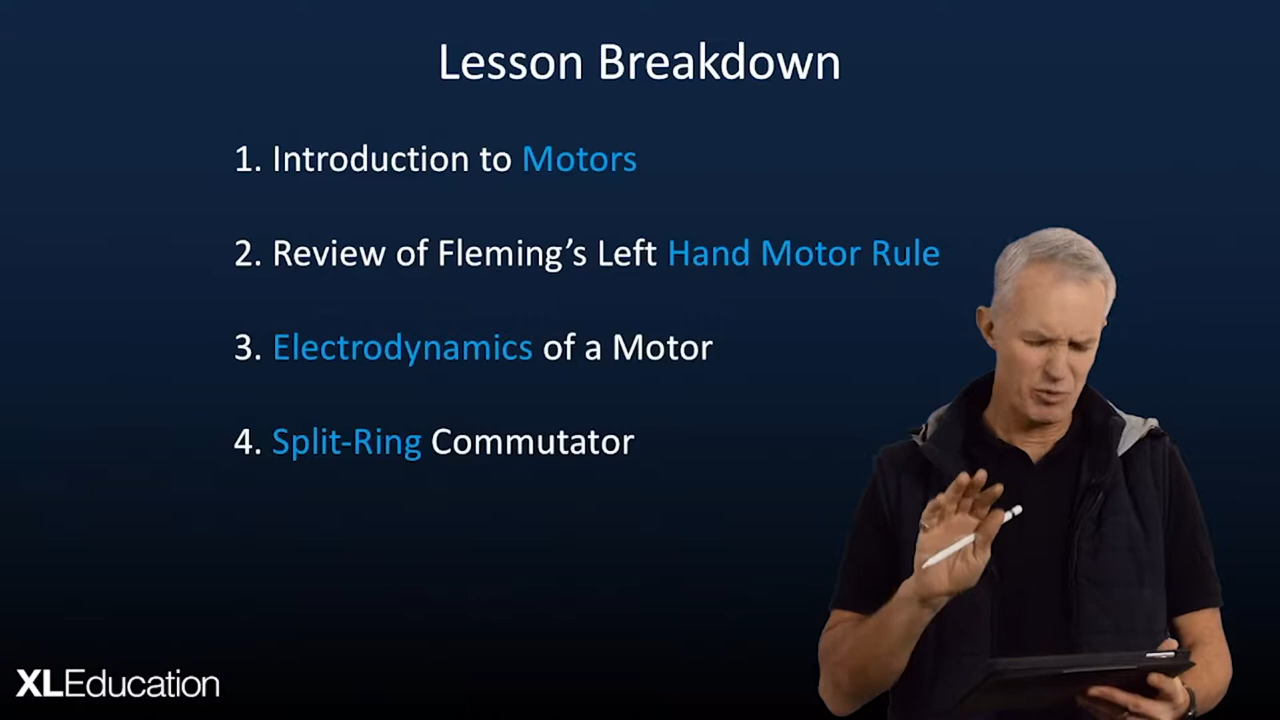 Lesson Breakdown
1. Introduction to Motors
2. Review of Fleming’s Left Hand Motor Rule
3. Electrodynamics of a Motor
4. Split-Ring Commutator
XLEducation